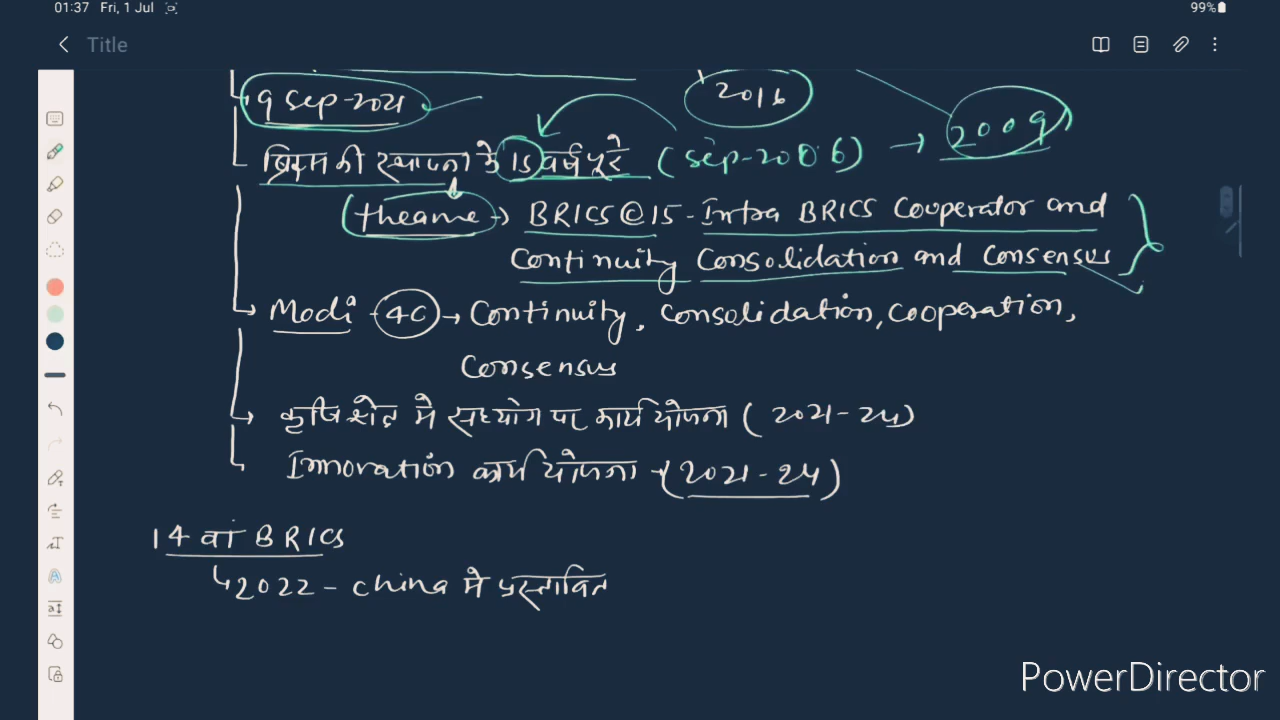 01:37 Fri, 1 Jul 99%
Title
9 Sep-2021 2016
ब्रिक्स की स्थापना के 15 वर्ष पूरे (Sep-2006) → 2009
(theame → BRICS@15-Intra BRICS Cooperator and
Continuity Consolidation and Consensus
Modi - 4C → Continuity, Consolidation, Cooperation,
Consensus
कृषि क्षेत्र मे सहयोग पर कार्य योजना (2021-24)
Innovation कार्य योजना → (2021-24)
14 वां BRICS
↳ 2022 - China मे प्रस्तावित
PowerDirector